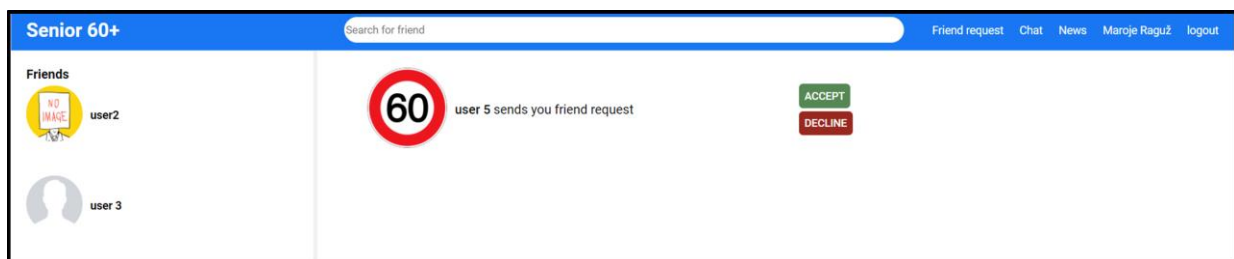 Senior 60+
Search for friend
Friend request Chat News Maroje Raguž logout
Friends
NO
IMAGE
user2
user 3
60
user 5 sends you friend request
ACCEPT
DECLINE